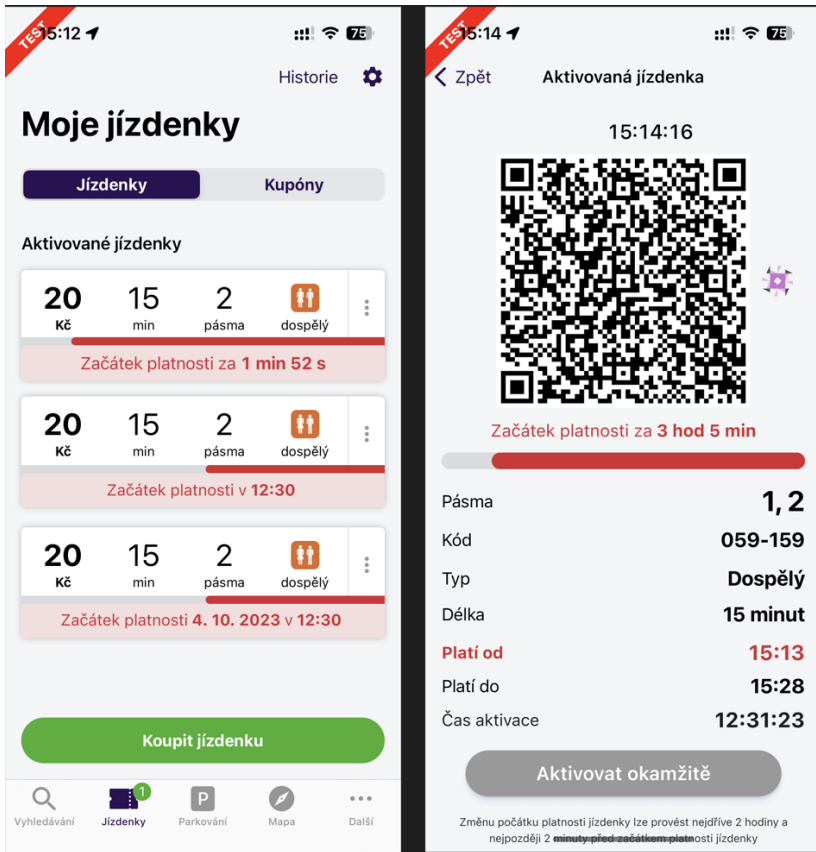 TEST
15:12
75
Historie
Moje jízdenky
Jízdenky Kupóny
Aktivované jízdenky
20 15 2
Kč min pásma dospělý
Začátek platnosti za 1 min 52 s
20 15 2
Kč min pásma dospělý
Začátek platnosti v 12:30
20 15 2
Kč min pásma dospělý
Začátek platnosti 4. 10. 2023 v 12:30
Koupit jízdenku
1
P
Vyhledávání Jízdenky Parkování Mapa Další
TEST
15:14
75
Zpět Aktivovaná jízdenka
15:14:16
Začátek platnosti za 3 hod 5 min
Pásma 1, 2
Kód 059-159
Typ Dospělý
Délka 15 minut
Platí od 15:13
Platí do 15:28
Čas aktivace 12:31:23
Aktivovat okamžitě
Změnu počátku platnosti jízdenky lze provést nejdříve 2 hodiny a
nejpozději 2 minuty před začátkem platnosti jízdenky